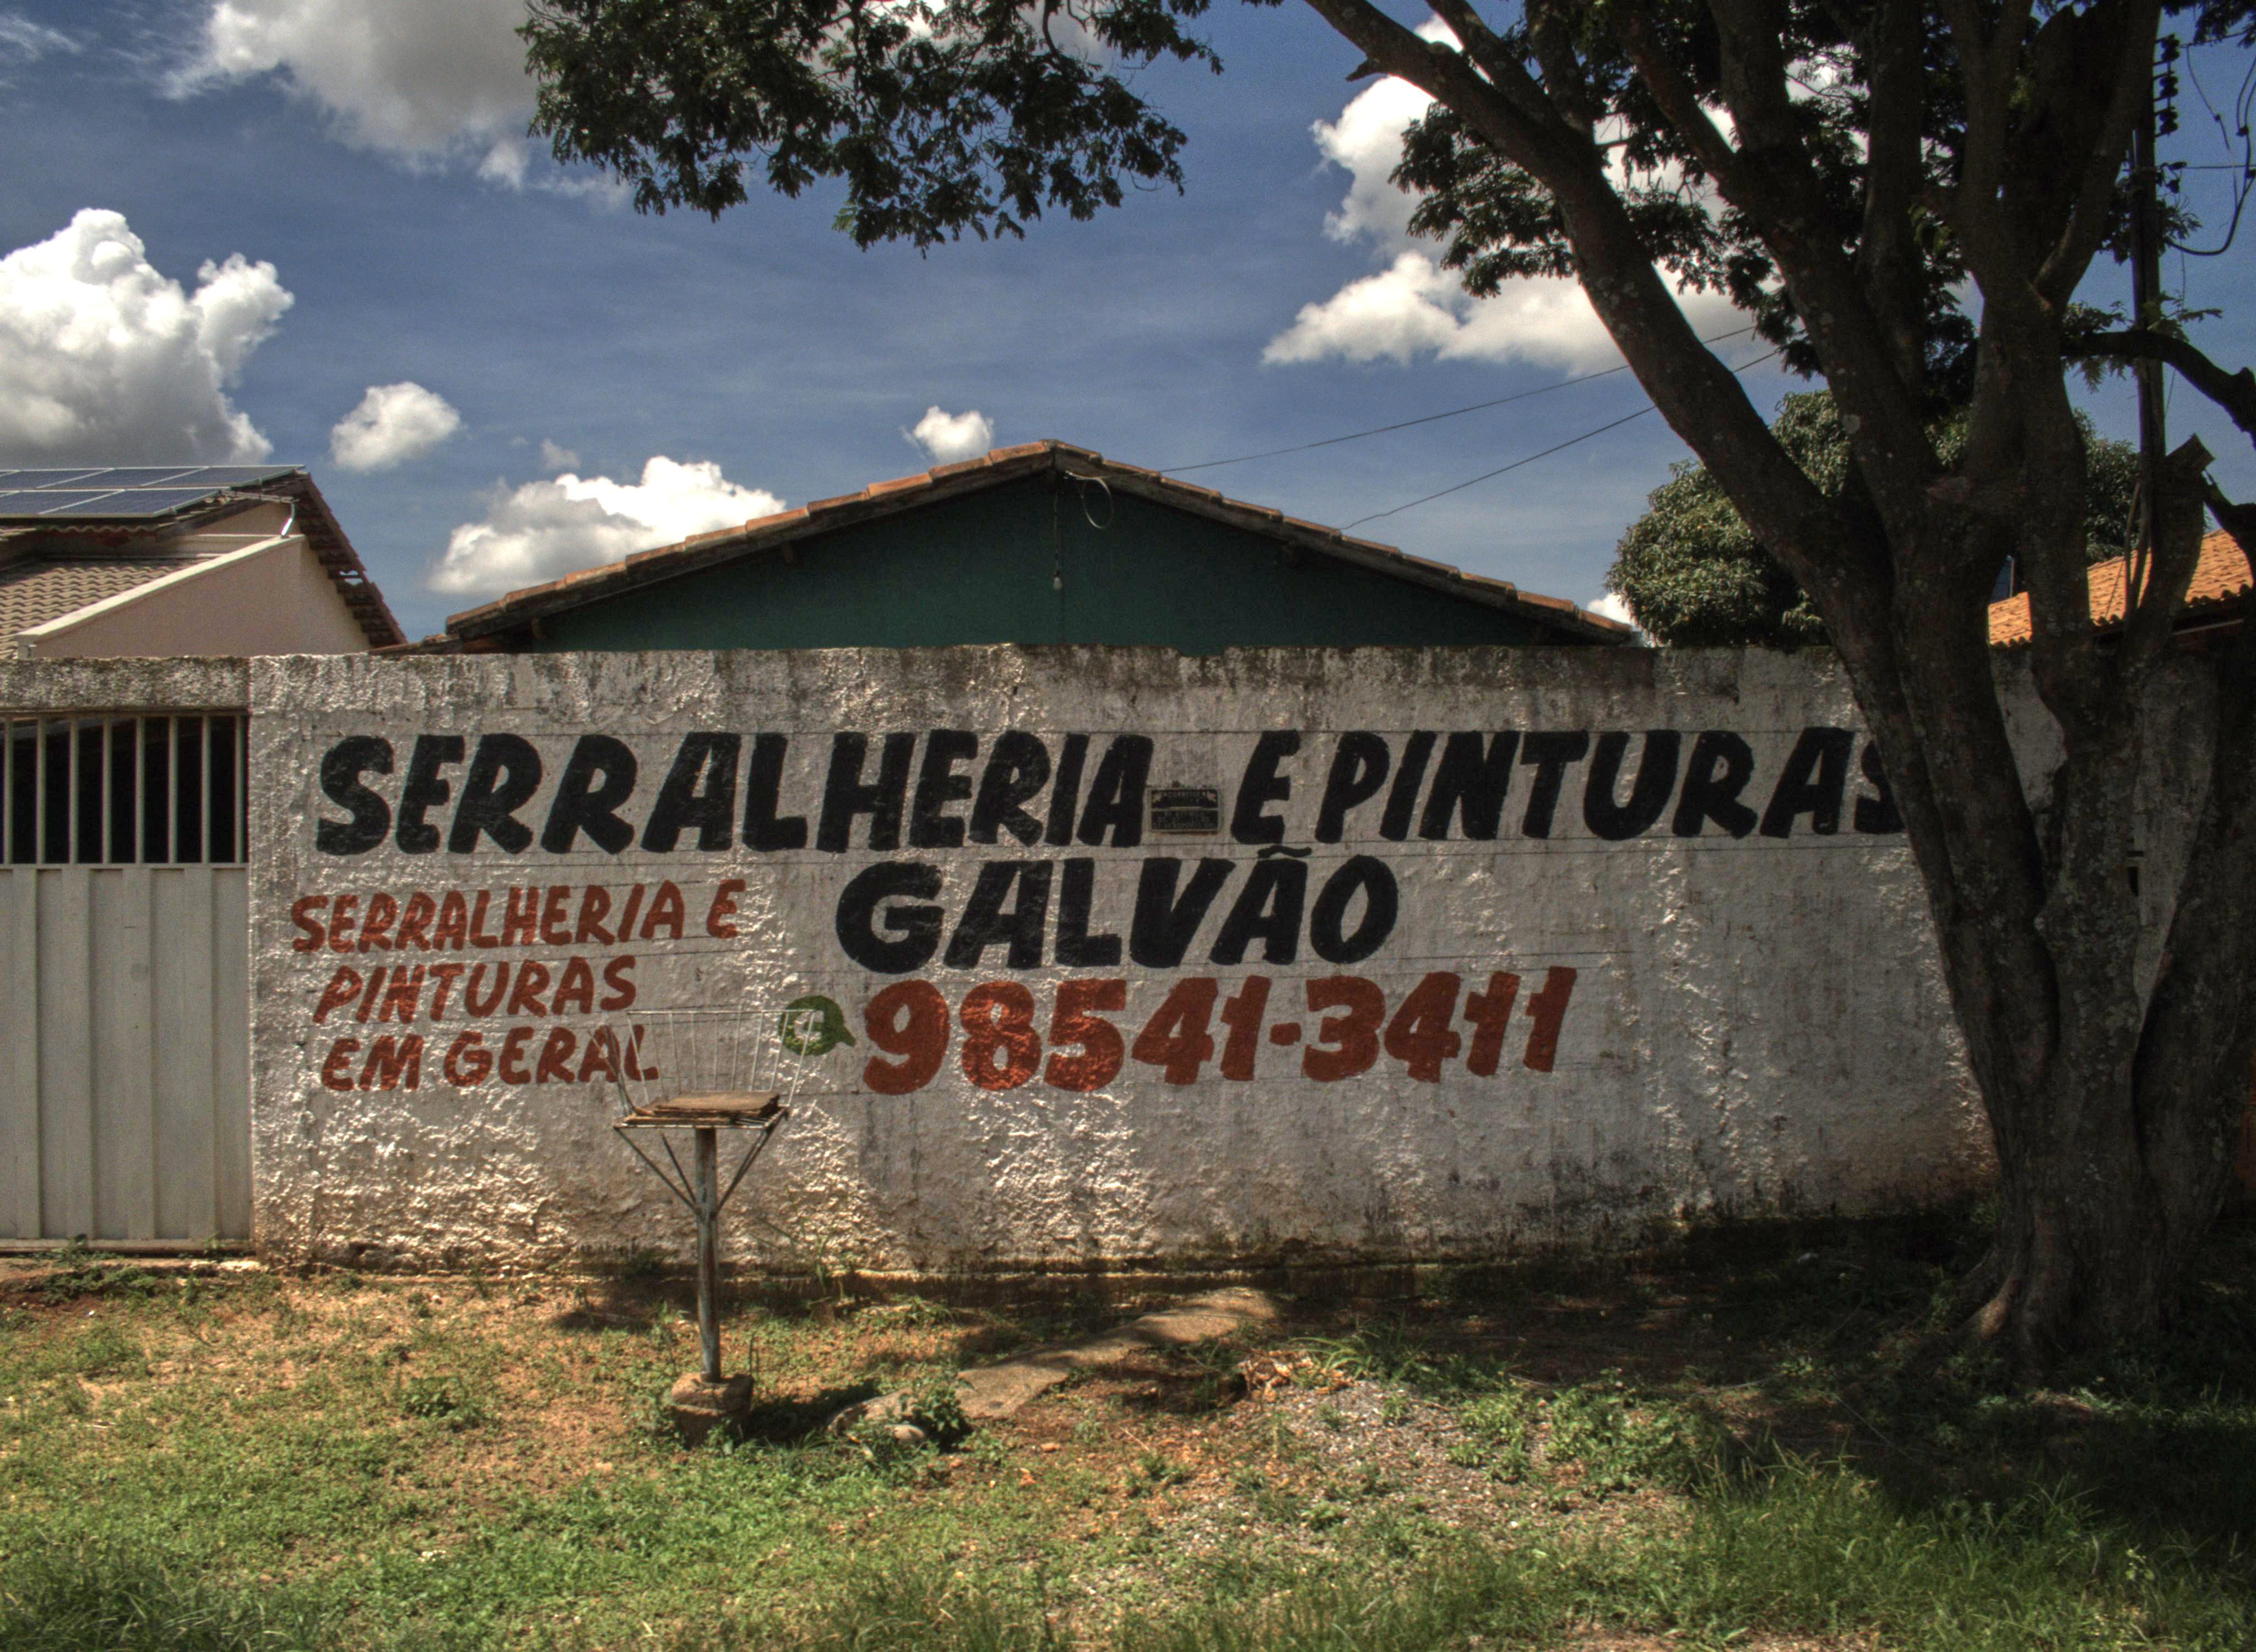 SERRALHERIA E PINTURAS
GALVÃO
98541-3411
SERRALHERIA E
PINTURAS
EM GERAL